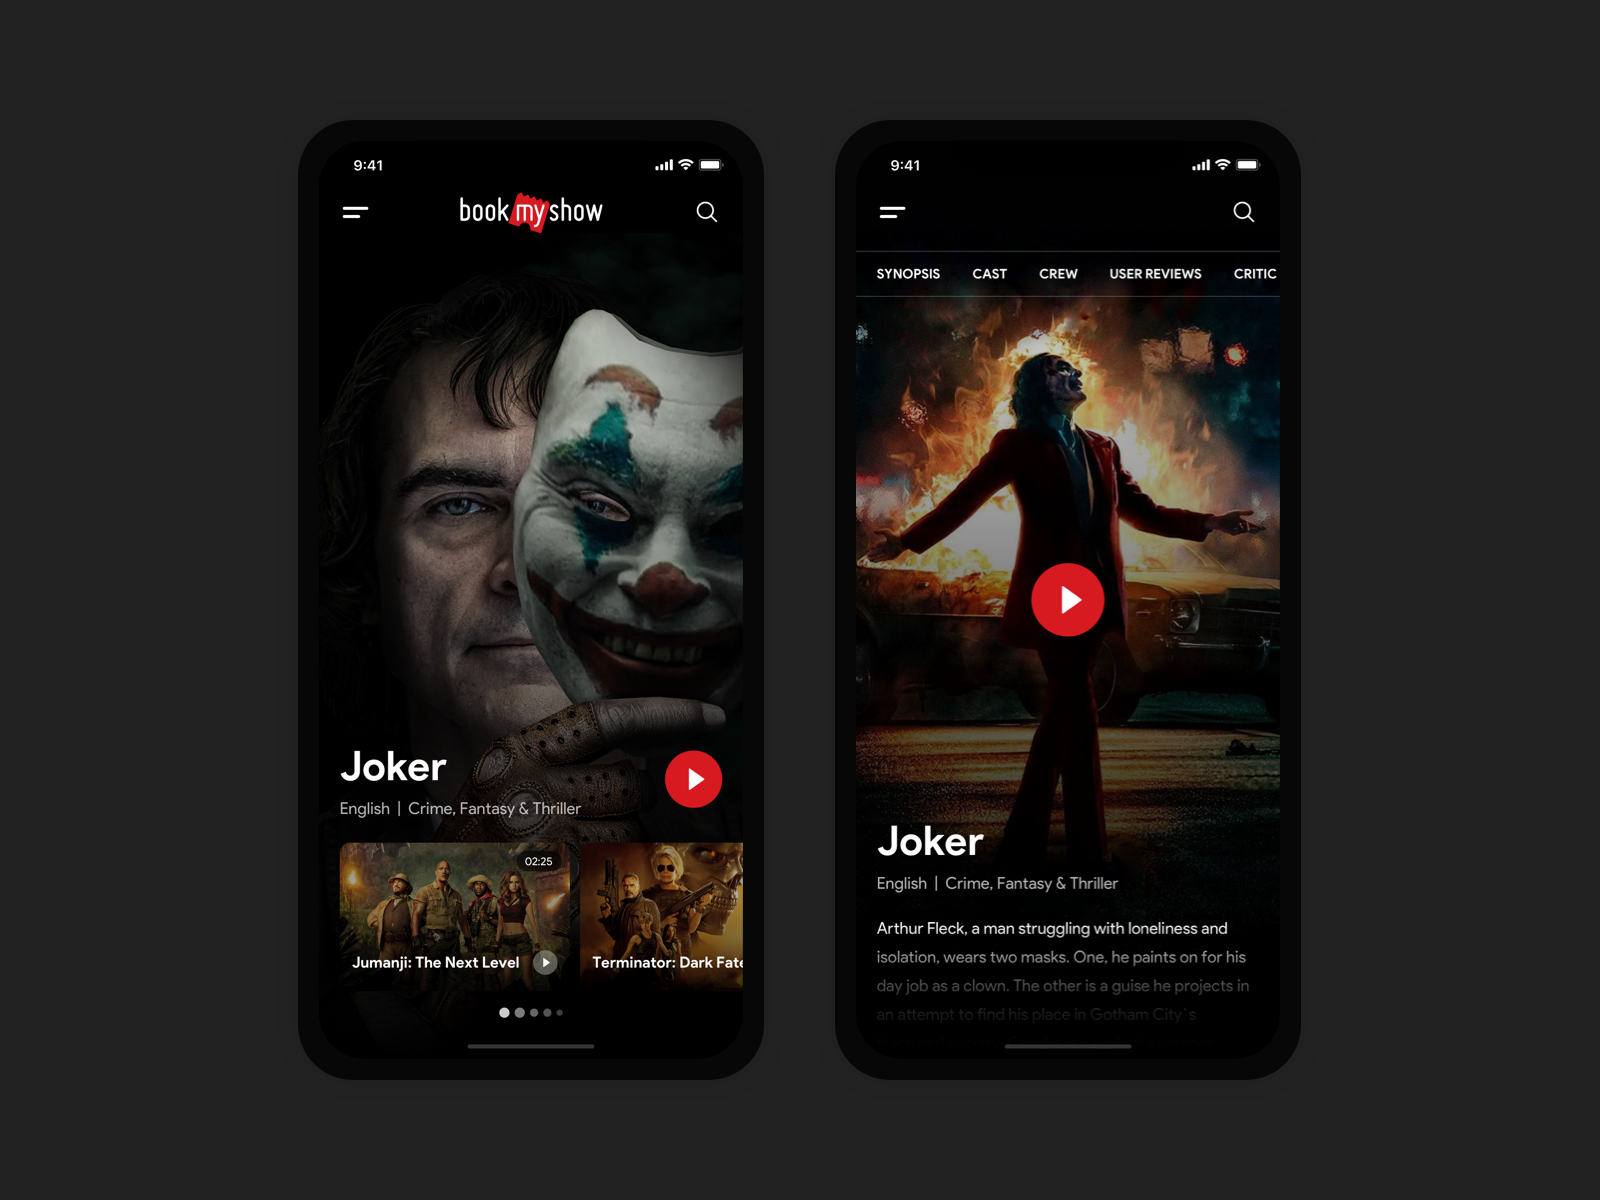 9:41
book my show
Joker
English | Crime, Fantasy & Thriller
02:25
Jumanji: The Next Level
Terminator: Dark Fate
9:41
SYNOPSIS CAST CREW USER REVIEWS CRITIC
Joker
English | Crime, Fantasy & Thriller
Arthur Fleck, a man struggling with loneliness and
isolation, wears two masks. One, he paints on for his
day job as a clown. The other is a guise he projects in
an attempt to find his place in Gotham City`s